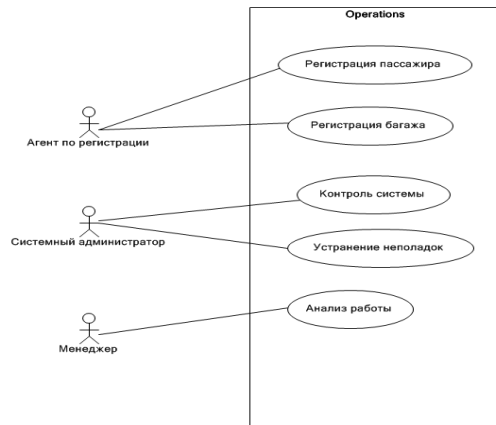 Operations
Регистрация пассажира
Регистрация багажа
Агент по регистрации
Контроль системы
Системный администратор
Устранение неполадок
Анализ работы
Менеджер